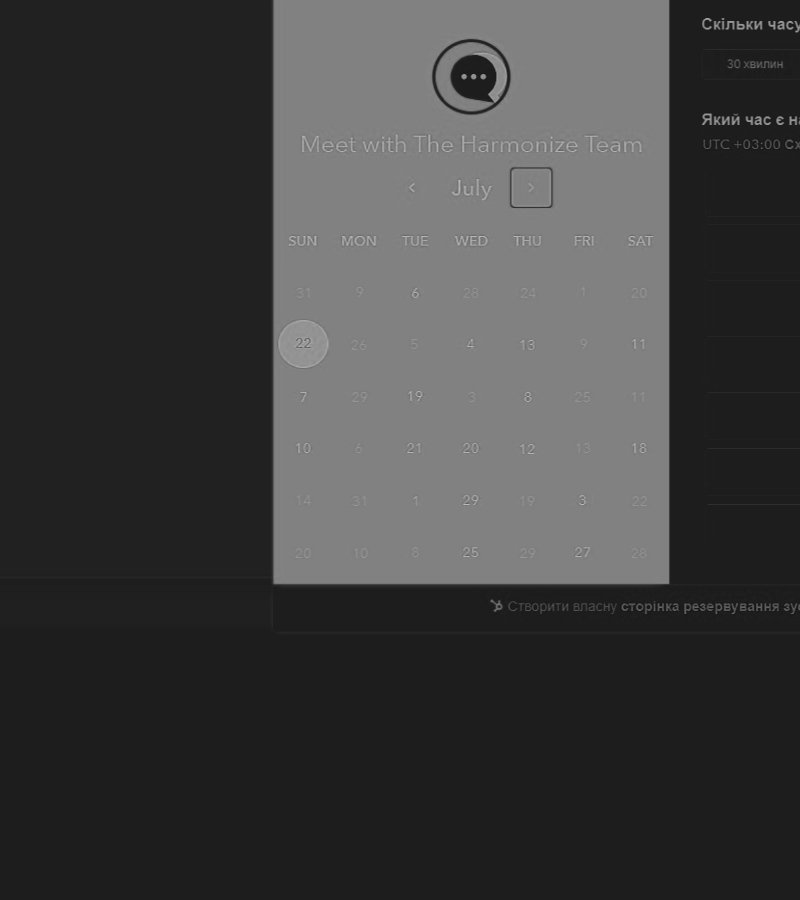 Meet with The Harmonize Team
July
SUN MON TUE WED THU FRI SAT
31 9 6 28 24 1 20
22 26 5 4 13 9 11
7 29 19 3 8 25 11
10 6 21 20 12 13 18
14 31 1 29 19 3 22
20 10 8 25 29 27 28
Скільки часу
30 хвилин
Який час є на
UTC +03:00 Сх
Створити власну сторінка резервування зус